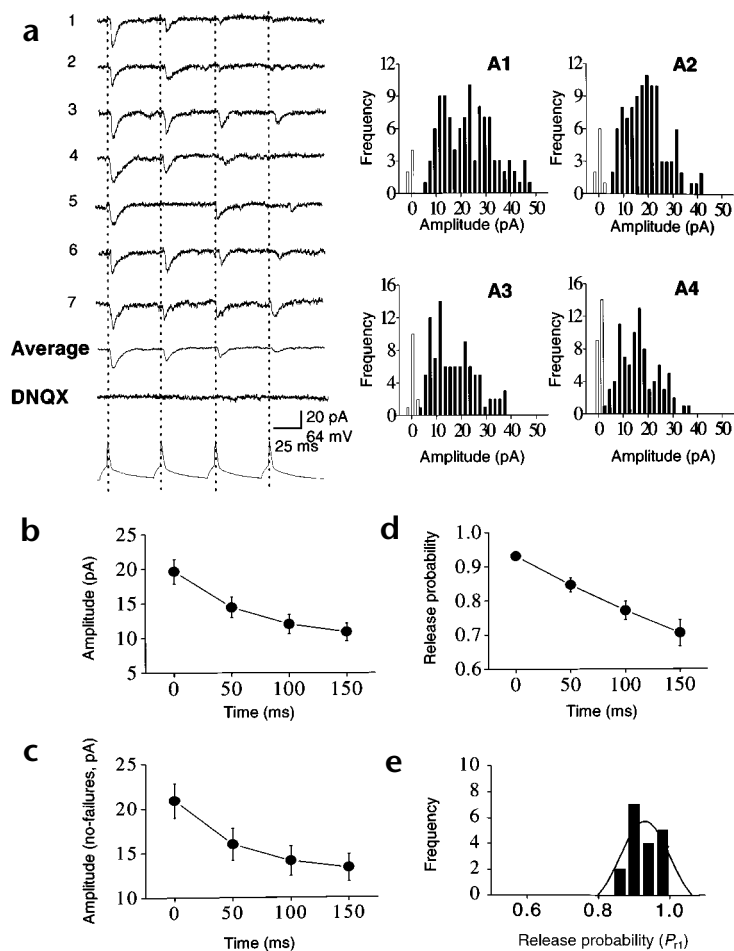 a
1
2
3
4
5
6
7
Average
DNQX
20 pA
64 mV
25 ms
A1
Frequency
12
9
6
3
0
0 10 20 30 40 50
Amplitude (pA)
A2
Frequency
12
9
6
3
0
0 10 20 30 40 50
Amplitude (pA)
A3
Frequency
16
12
8
4
0
0 10 20 30 40 50
Amplitude (pA)
A4
Frequency
16
12
8
4
0
0 10 20 30 40 50
Amplitude (pA)
b
Amplitude (pA)
25
20
15
10
5
0 50 100 150
Time (ms)
d
Release probability
1.0
0.9
0.8
0.7
0.6
0 50 100 150
Time (ms)
c
Amplitude (no-failures, pA)
25
20
15
10
0 50 100 150
Time (ms)
e
Frequency
10
8
6
4
2
0
0.6 0.8 1.0
Release probability (Pr1)